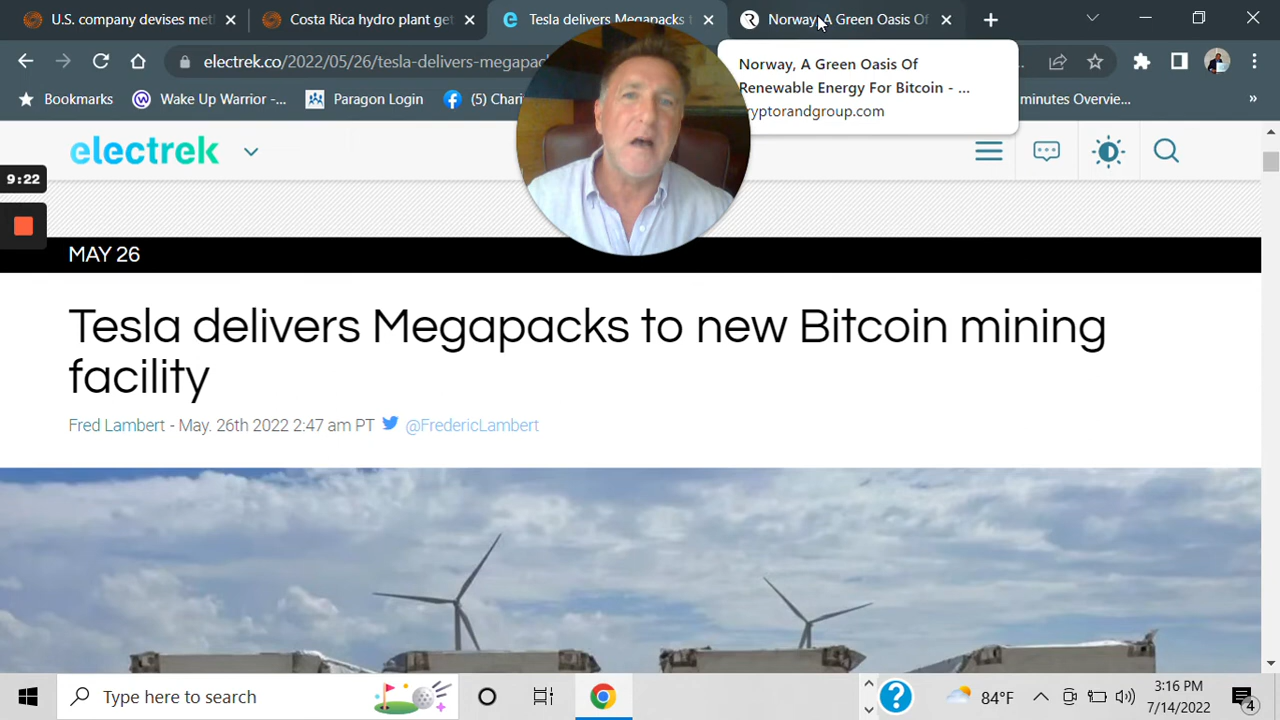 U.S. company devises met
Costa Rica hydro plant get
Tesla delivers Megapacks t
Norway, A Green Oasis Of
electrek.co/2022/05/26/tesla-delivers-megapac
Norway, A Green Oasis Of
Renewable Energy For Bitcoin - ...
yptorandgroup.com
Bookmarks
Wake Up Warrior -...
Paragon Login
(5) Chari
minutes Overvie...
»
electrek
9:22
MAY 26
Tesla delivers Megapacks to new Bitcoin mining
facility
Fred Lambert - May. 26th 2022 2:47 am PT @FredericLambert
Type here to search
84°F
3:16 PM
7/14/2022
4